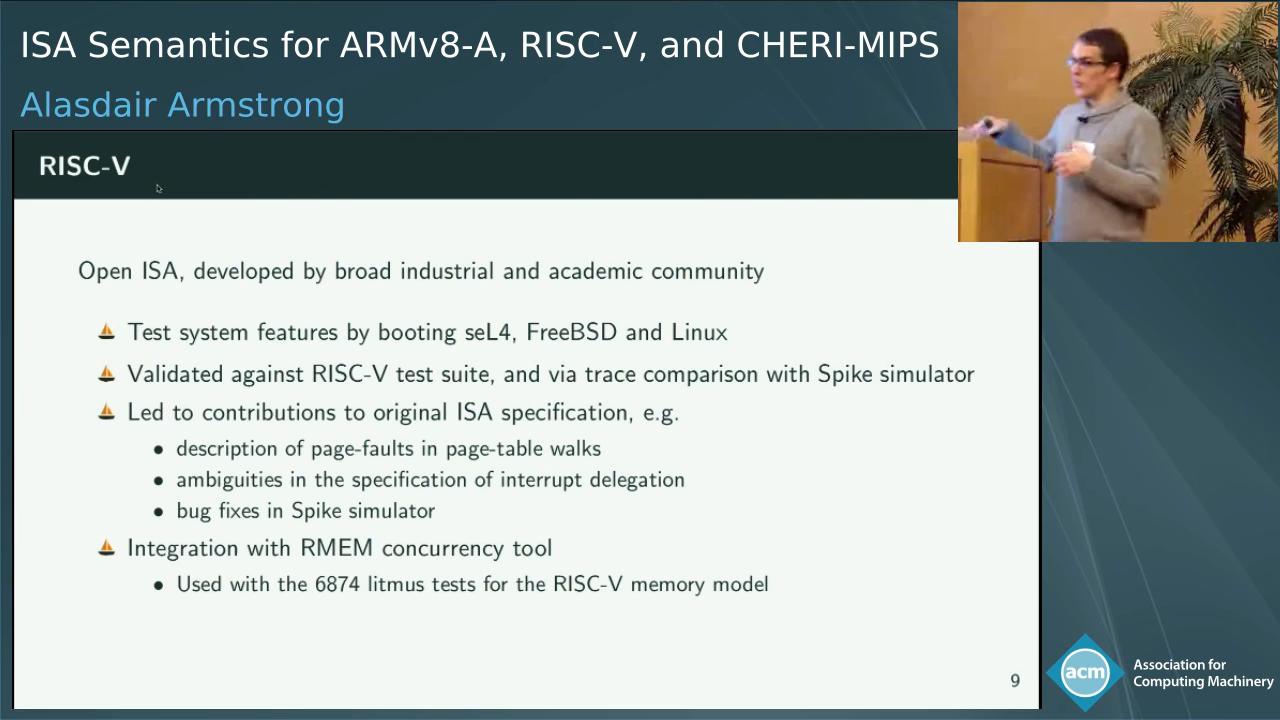 ISA Semantics for ARMv8-A, RISC-V, and CHERI-MIPS
Alasdair Armstrong
RISC-V
Open ISA, developed by broad industrial and academic community
Test system features by booting seL4, FreeBSD and Linux
Validated against RISC-V test suite, and via trace comparison with Spike simulator
Led to contributions to original ISA specification, e.g.
• description of page-faults in page-table walks
• ambiguities in the specification of interrupt delegation
• bug fixes in Spike simulator
Integration with RMEM concurrency tool
• Used with the 6874 litmus tests for the RISC-V memory model
9
acm
Association for
Computing Machinery